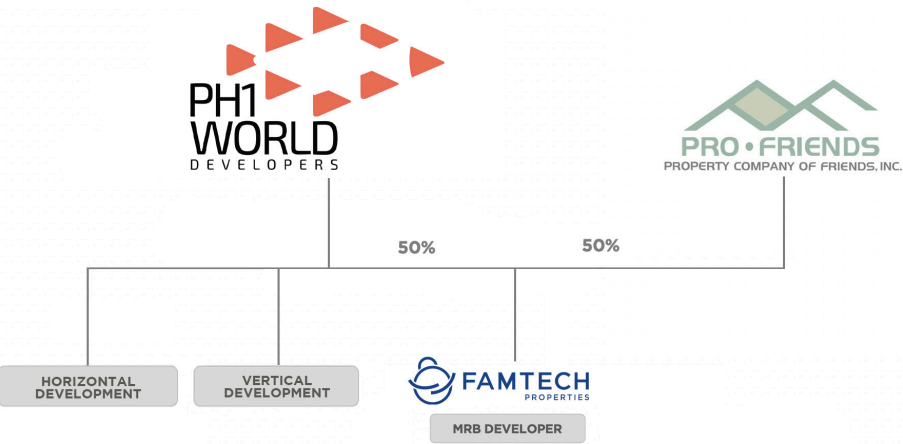 PH1
WORLD
DEVELOPERS
PRO • FRIENDS
PROPERTY COMPANY OF FRIENDS, INC.
50%
50%
HORIZONTAL
DEVELOPMENT
VERTICAL
DEVELOPMENT
FAMTECH
PROPERTIES
MRB DEVELOPER